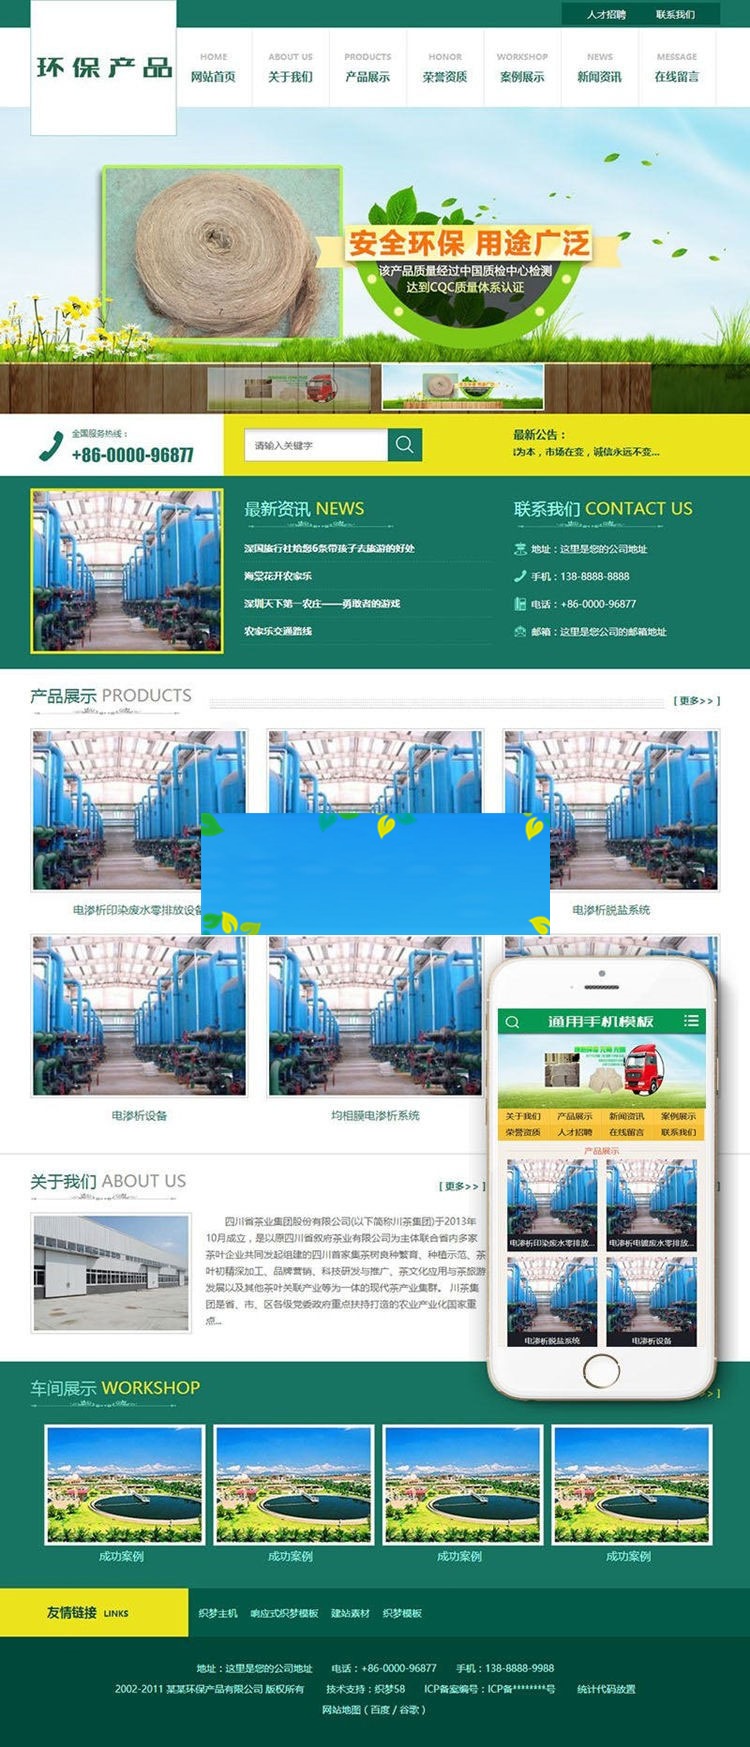 人才招聘 联系我们
环保产品
HOME ABOUT US PRODUCTS HONOR WORKSHOP NEWS MESSAGE
网站首页 关于我们 产品展示 荣誉资质 案例展示 新闻资讯 在线留言
安全环保 用途广泛
该产品质量经过中国质检中心检测
达到CQC质量体系认证
全国服务热线：
+86-0000-96877
请输入关键字
最新公告：
为本，市场在变，诚信永远不变...
最新资讯 NEWS
深国旅行社给您6条带孩子去旅游的好处
海棠花开农家乐
深圳天下第一农庄——勇敢者的游戏
农家乐交通路线
联系我们 CONTACT US
地址：这里是您的公司地址
手机：138-8888-8888
电话：+86-0000-96877
邮箱：这里是您公司的邮箱地址
产品展示 PRODUCTS
[ 更多>> ]
电渗析印染废水零排放设备
电渗析脱盐系统
电渗析设备
均相膜电渗析系统
通用手机模板
关于我们 产品展示 新闻资讯 案例展示
荣誉资质 人才招聘 在线留言 联系我们
产品展示
电渗析印染废水零排放...
电渗析电镀废水零排放...
电渗析脱盐系统
电渗析设备
关于我们 ABOUT US
[ 更多>> ]
四川省茶业集团股份有限公司(以下简称川茶集团)于2013年
10月成立，是以原四川省叙府茶业有限公司为主体联合省内多家
茶叶企业共同发起组建的四川首家集茶树良种繁育、种植示范、茶
叶初精深加工、品牌营销、科技研发与推广、茶文化应用与茶旅游
发展以及其他茶叶关联产业等为一体的现代茶产业集群。 川茶集
团是省、市、区各级党委政府重点扶持打造的农业产业化国家重
点...
车间展示 WORKSHOP
> ]
成功案例 成功案例 成功案例 成功案例
友情链接 LINKS
织梦主机 响应式织梦模板 建站素材 织梦模板
地址：这里是您的公司地址 电话：+86-0000-96877 手机：138-8888-9988
2002-2011 某某环保产品有限公司 版权所有 技术支持：织梦58 ICP备案编号：ICP备********号 统计代码放置
网站地图 ( 百度 / 谷歌 )